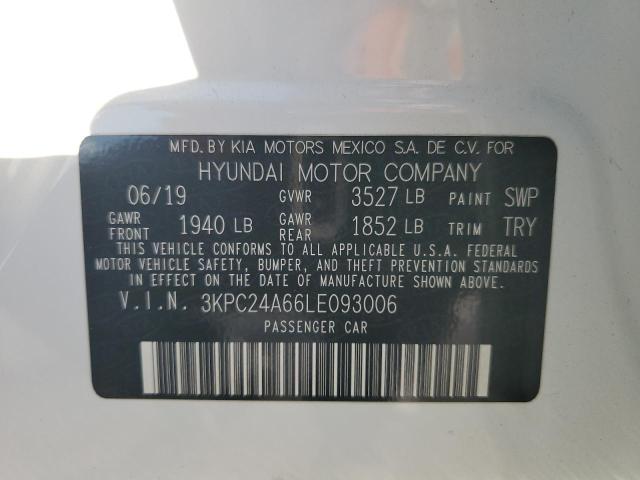 MFD. BY KIA MOTORS MEXICO S.A. DE C.V. FOR
HYUNDAI MOTOR COMPANY
06/19 GVWR 3527 LB PAINT SWP
GAWR FRONT 1940 LB GAWR REAR 1852 LB TRIM TRY
THIS VEHICLE CONFORMS TO ALL APPLICABLE U.S.A. FEDERAL
MOTOR VEHICLE SAFETY, BUMPER, AND THEFT PREVENTION STANDARDS
IN EFFECT ON THE DATE OF MANUFACTURE SHOWN ABOVE.
V.I.N. 3KPC24A66LE093006
PASSENGER CAR